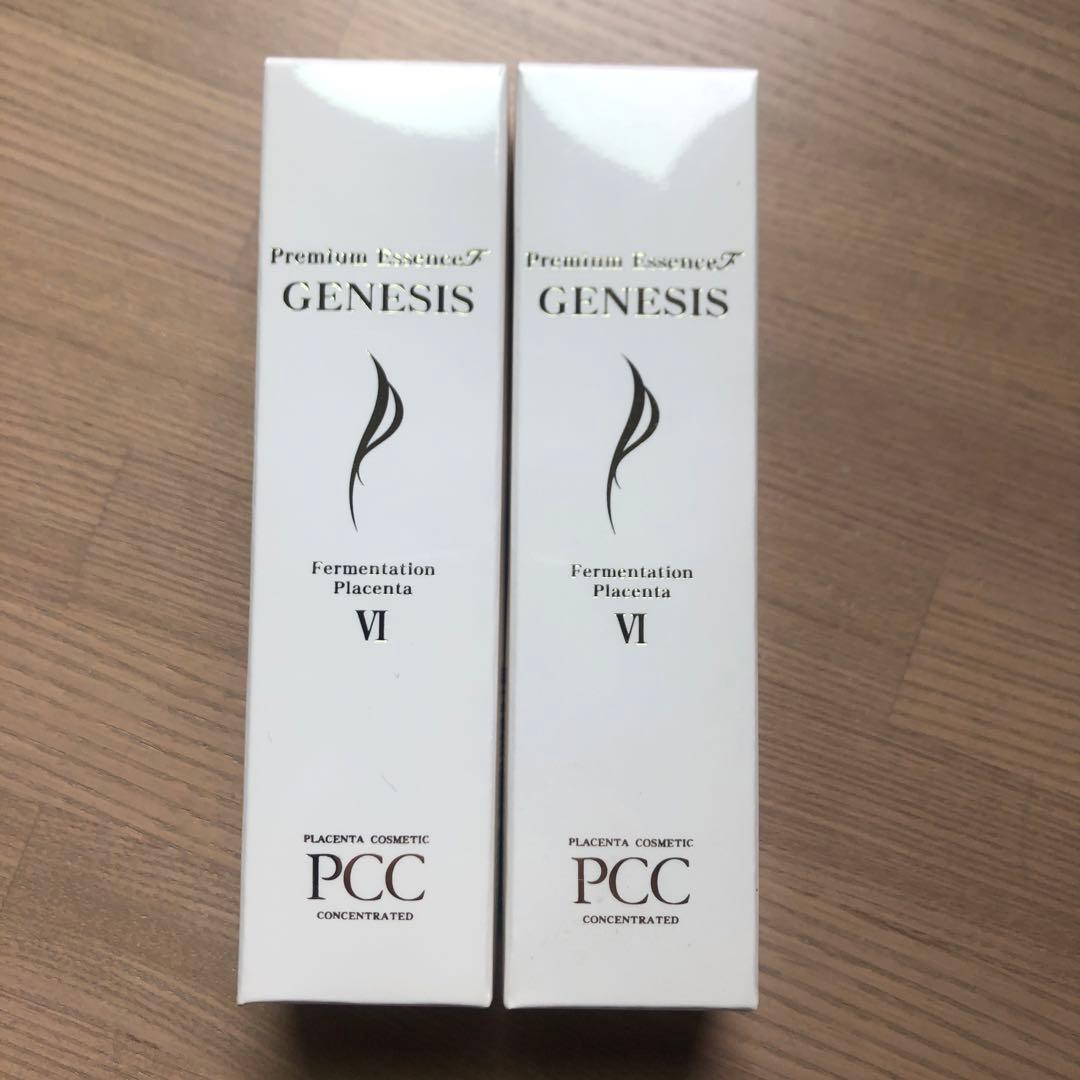 Premium EssenceF
GENESIS
Fermentation
Placenta
VI
PLACENTA COSMETIC
PCC
CONCENTRATED
Premium EssenceF
GENESIS
Fermentation
Placenta
VI
PLACENTA COSMETIC
PCC
CONCENTRATED